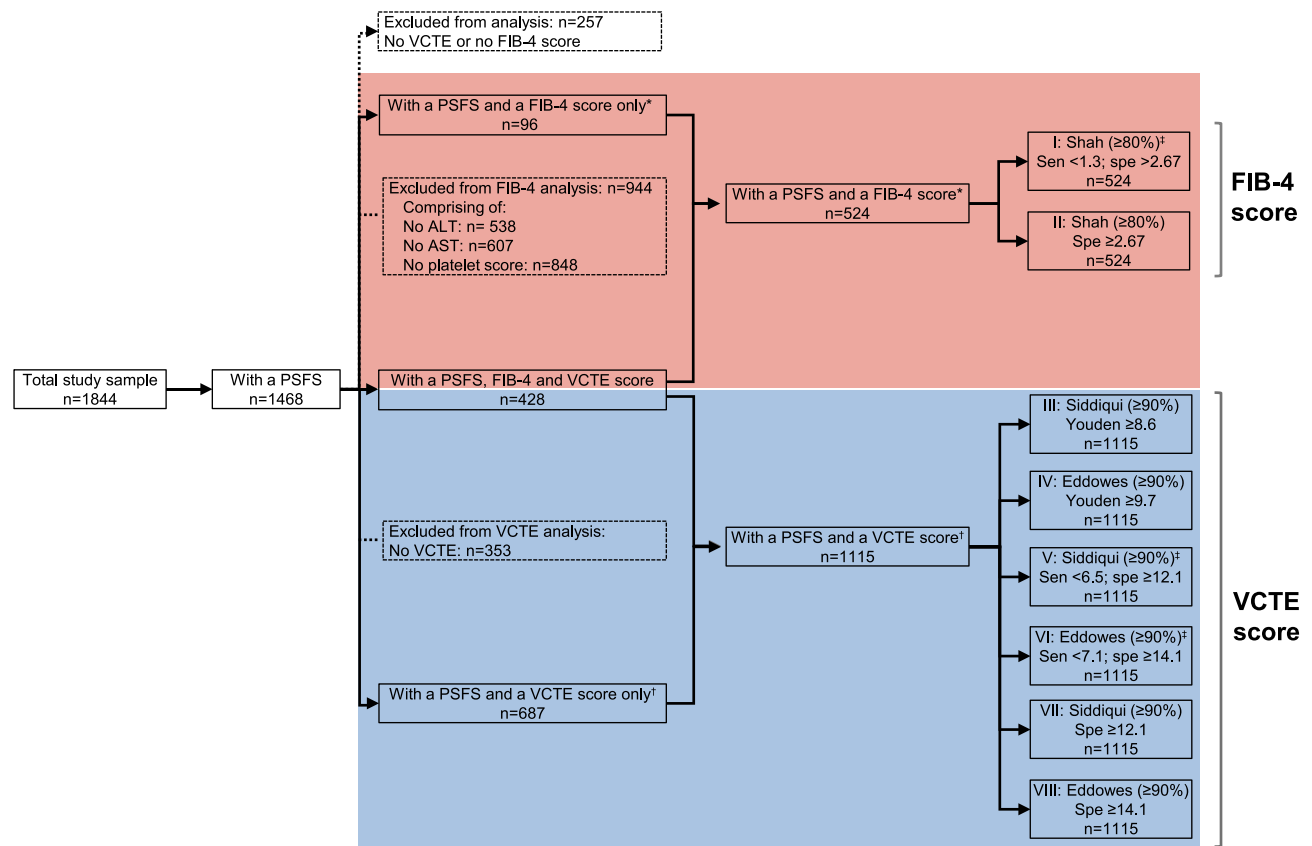 Excluded from analysis: n=257
No VCTE or no FIB-4 score
With a PSFS and a FIB-4 score only*
n=96
Excluded from FIB-4 analysis: n=944
Comprising of:
No ALT: n= 538
No AST: n=607
No platelet score: n=848
With a PSFS and a FIB-4 score*
n=524
I: Shah (≥80%)‡
Sen <1.3; spe >2.67
n=524
II: Shah (≥80%)
Spe ≥2.67
n=524
FIB-4
score
Total study sample
n=1844
With a PSFS
n=1468
With a PSFS, FIB-4 and VCTE score
n=428
Excluded from VCTE analysis:
No VCTE: n=353
With a PSFS and a VCTE score only†
n=687
With a PSFS and a VCTE score†
n=1115
III: Siddiqui (≥90%)
Youden ≥8.6
n=1115
IV: Eddowes (≥90%)
Youden ≥9.7
n=1115
V: Siddiqui (≥90%)‡
Sen <6.5; spe ≥12.1
n=1115
VI: Eddowes (≥90%)‡
Sen <7.1; spe ≥14.1
n=1115
VII: Siddiqui (≥90%)
Spe ≥12.1
n=1115
VIII: Eddowes (≥90%)
Spe ≥14.1
n=1115
VCTE
score